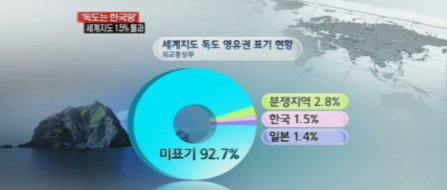 '독도는 한국땅'
세계지도 1.5% 불과
세계지도 독도 영유권 표기 현황
외교통상부
분쟁지역 2.8%
한국 1.5%
일본 1.4%
미표기 92.7%